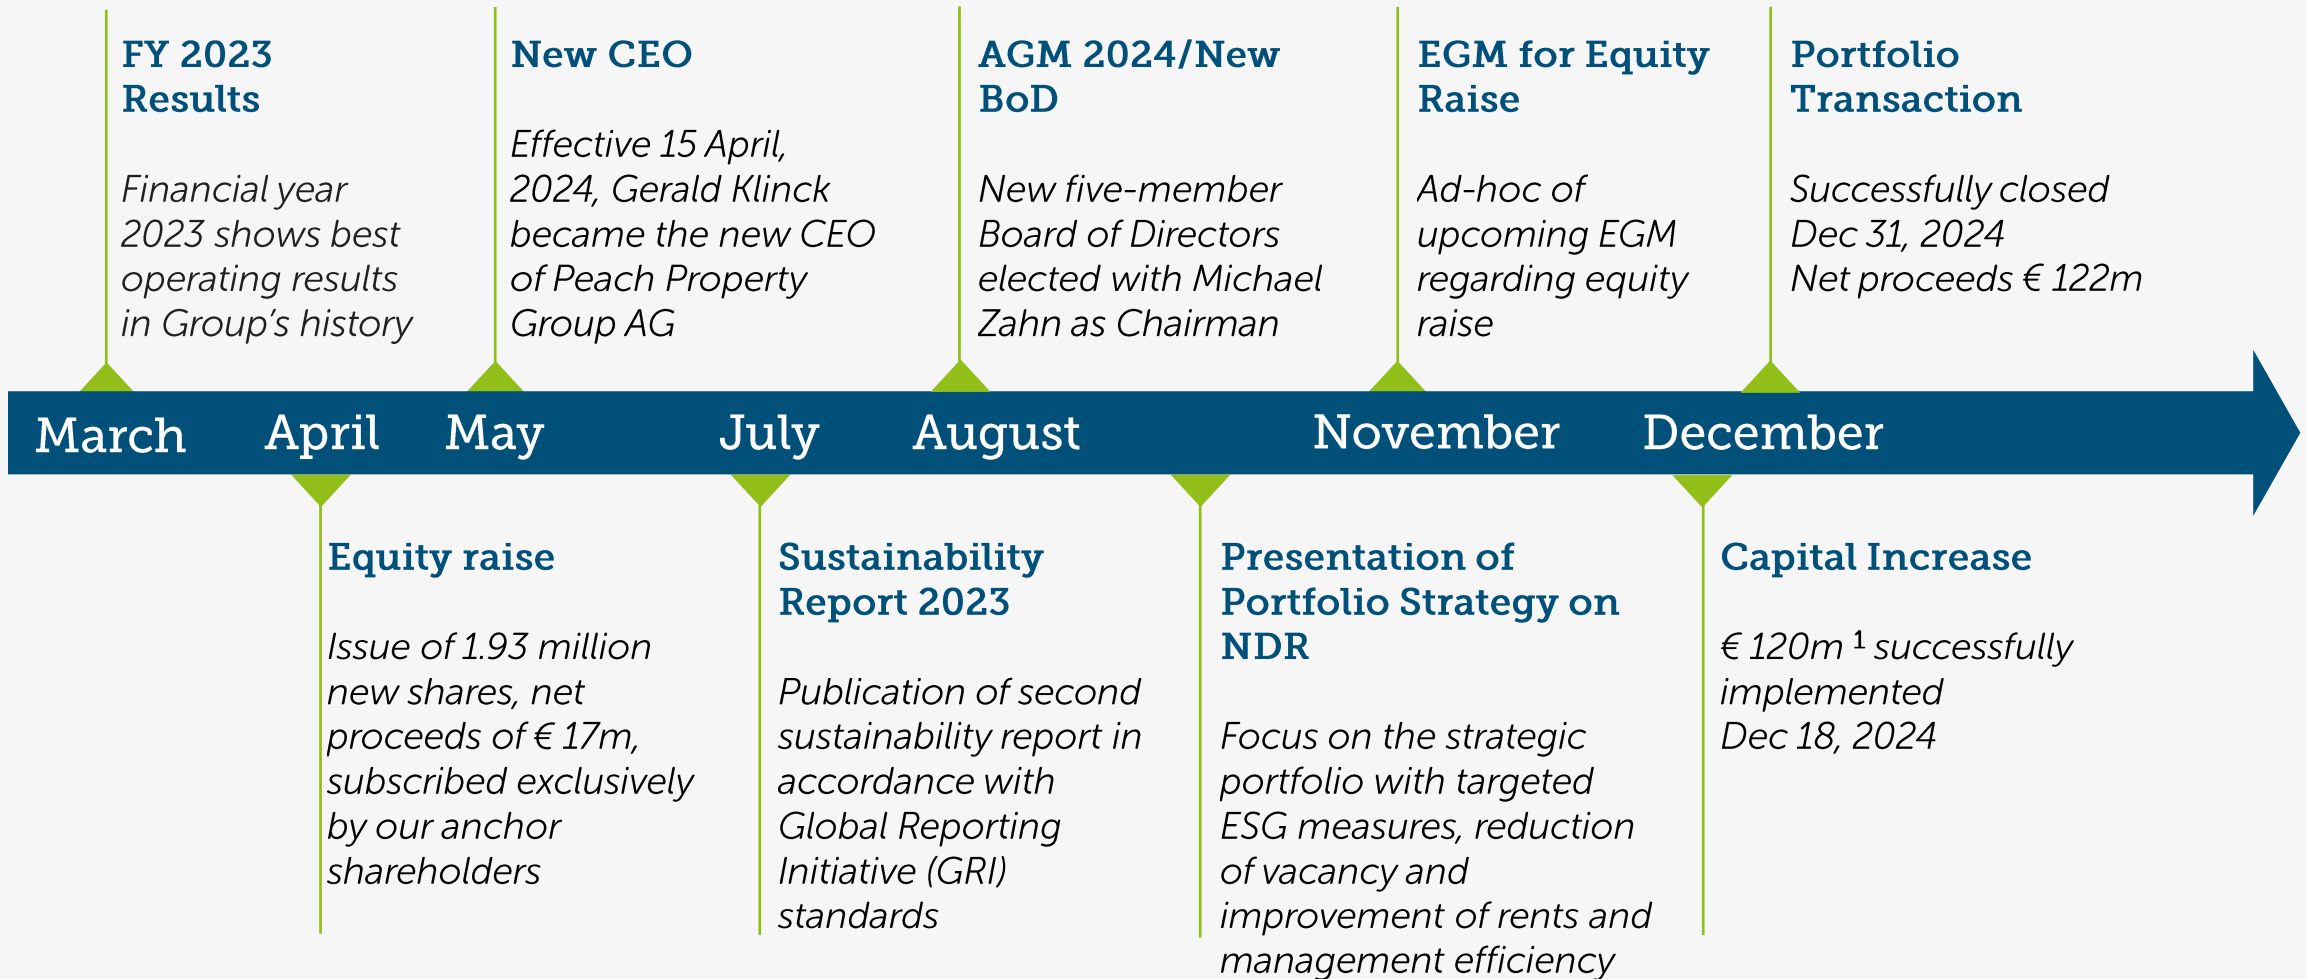 FY 2023
Results
Financial year
2023 shows best
operating results
in Group's history
New CEO
Effective 15 April,
2024, Gerald Klinck
became the new CEO
of Peach Property
Group AG
AGM 2024/New
BoD
New five-member
Board of Directors
elected with Michael
Zahn as Chairman
EGM for Equity
Raise
Ad-hoc of
upcoming EGM
regarding equity
raise
Portfolio
Transaction
Successfully closed
Dec 31, 2024
Net proceeds € 122m
March April May July August November December
Equity raise
Issue of 1.93 million
new shares, net
proceeds of € 17m,
subscribed exclusively
by our anchor
shareholders
Sustainability
Report 2023
Publication of second
sustainability report in
accordance with
Global Reporting
Initiative (GRI)
standards
Presentation of
Portfolio Strategy on
NDR
Focus on the strategic
portfolio with targeted
ESG measures, reduction
of vacancy and
improvement of rents and
management efficiency
Capital Increase
€ 120m ¹ successfully
implemented
Dec 18, 2024